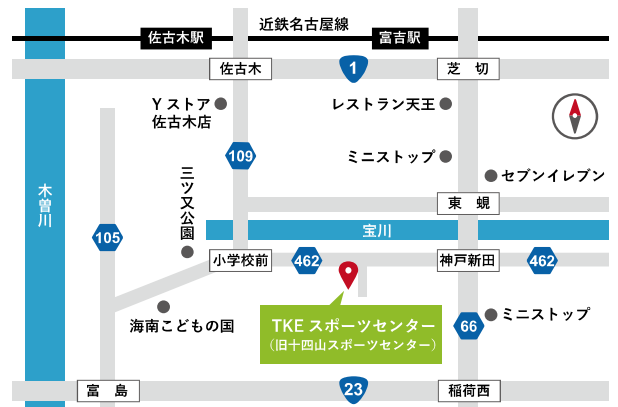 近鉄名古屋線
佐古木駅
富吉駅
佐古木
1
芝 切
Yストア
佐古木店
レストラン天王
109
ミニストップ
セブンイレブン
三ツ又公園
木曽川
東 蜆
105
宝川
小学校前
462
神戸新田
462
海南こどもの国
TKEスポーツセンター
（旧十四山スポーツセンター）
66
ミニストップ
富 島
23
稲荷西